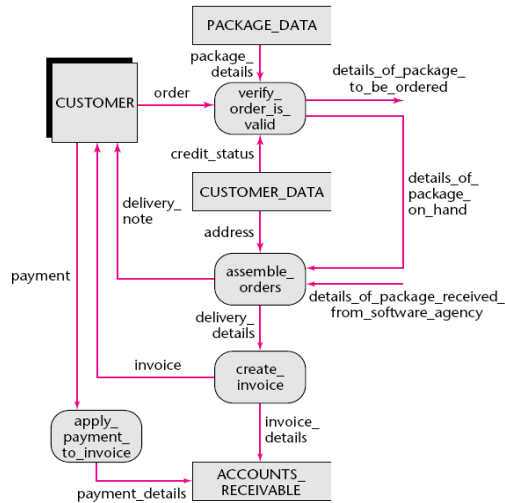 PACKAGE_DATA
package_
details
details_of_package_
to_be_ordered
CUSTOMER
order
verify_
order_is_
valid
credit_status
CUSTOMER_DATA
details_of_
package_
on_hand
delivery_
note
address
payment
assemble_
orders
details_of_package_received_
from_software_agency
delivery_
details
invoice
create_
invoice
apply_
payment_
to_invoice
invoice_
details
payment_details
ACCOUNTS_
RECEIVABLE